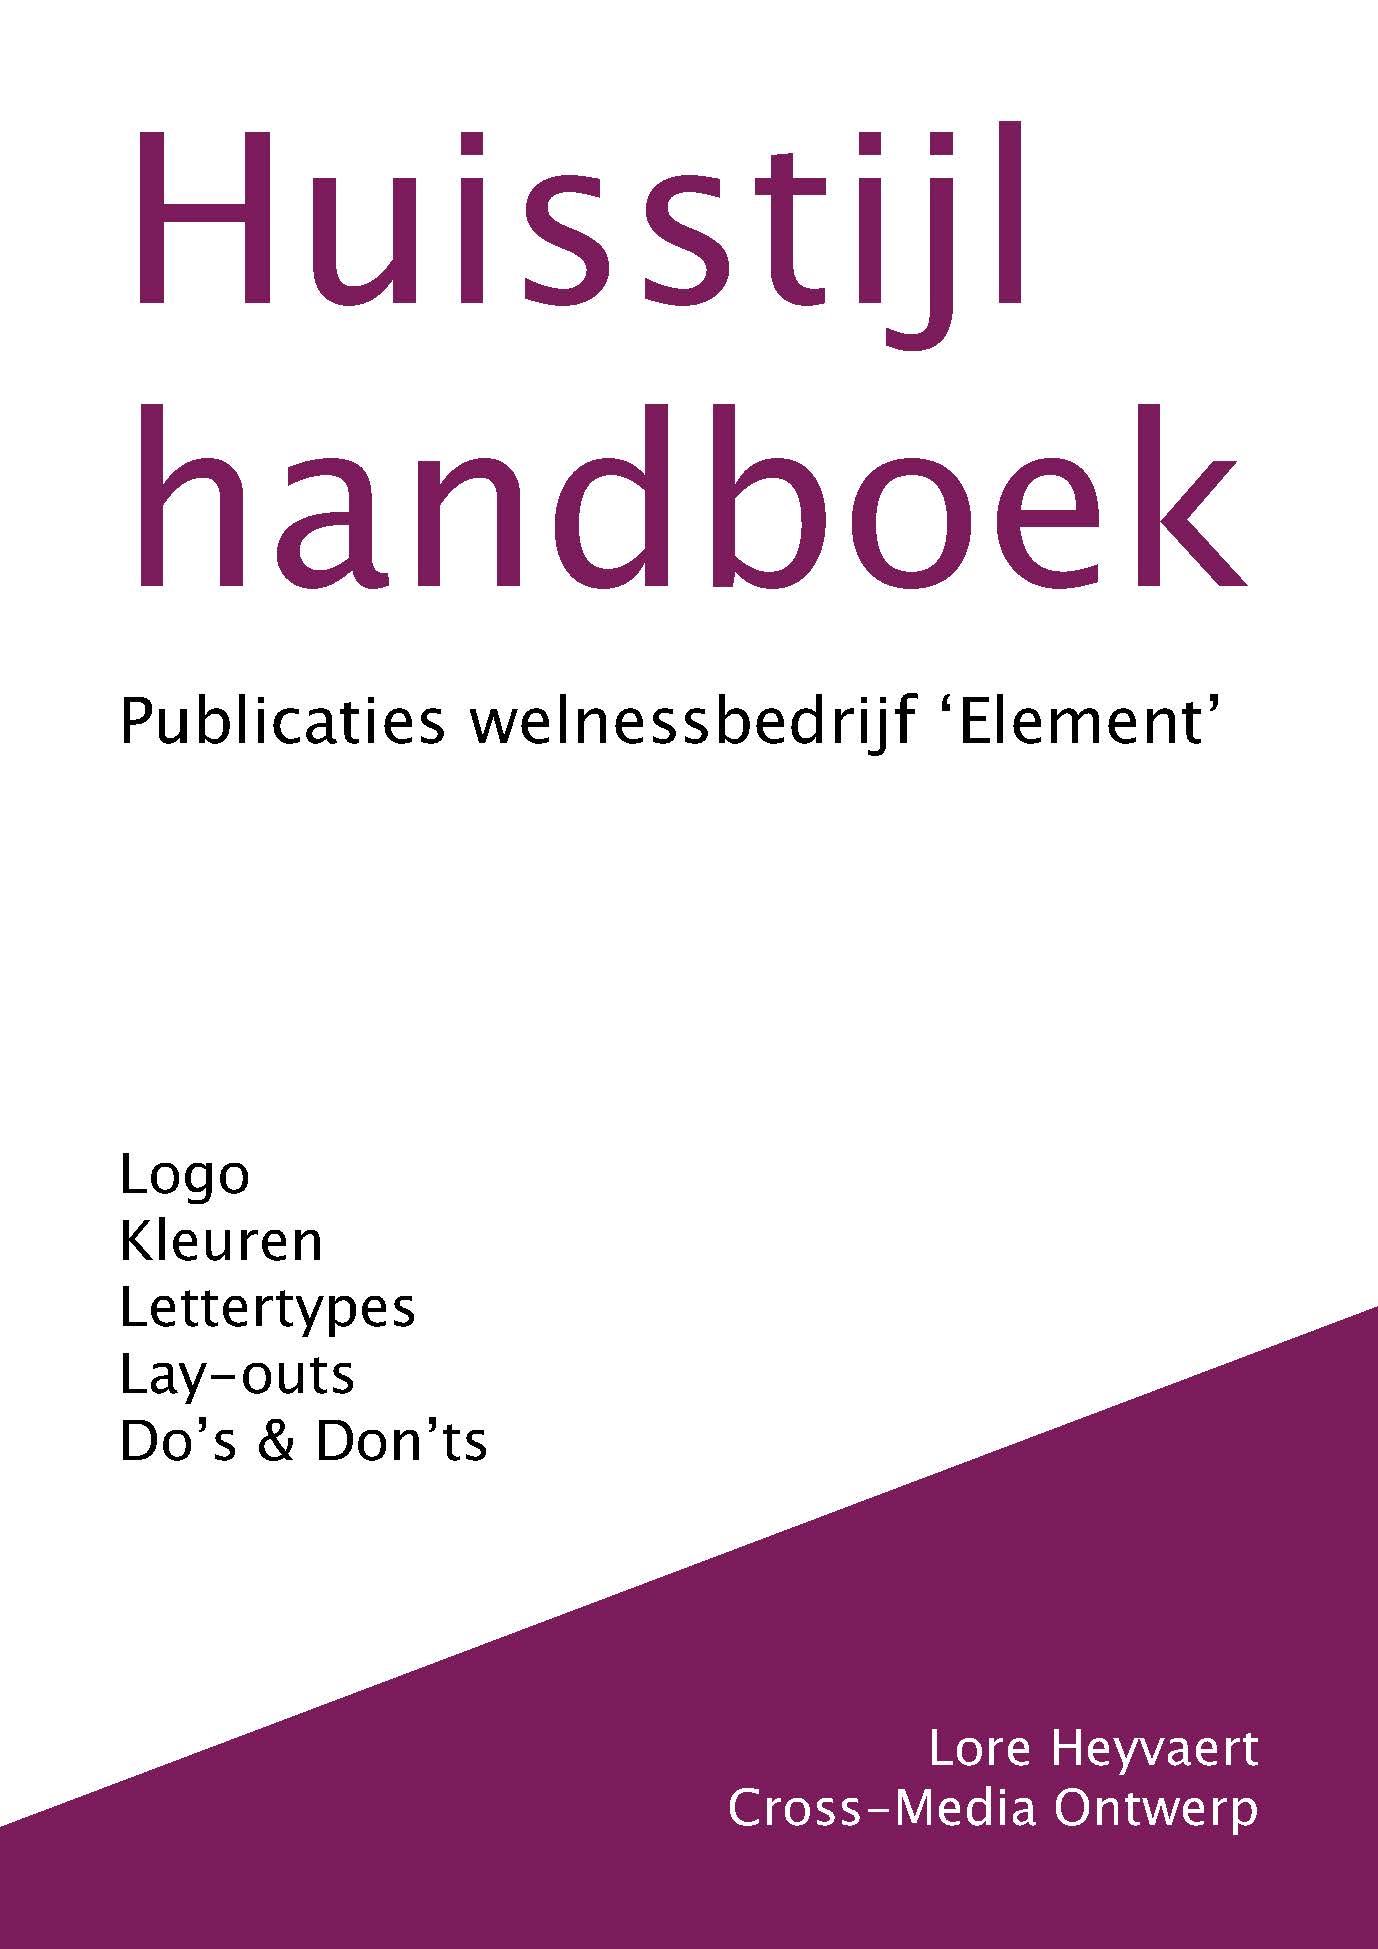 Huisstijl
handboek
Publicaties welnessbedrijf ‘Element’
Logo
Kleuren
Lettertypes
Lay-outs
Do’s & Don’ts
Lore Heyvaert
Cross-Media Ontwerp